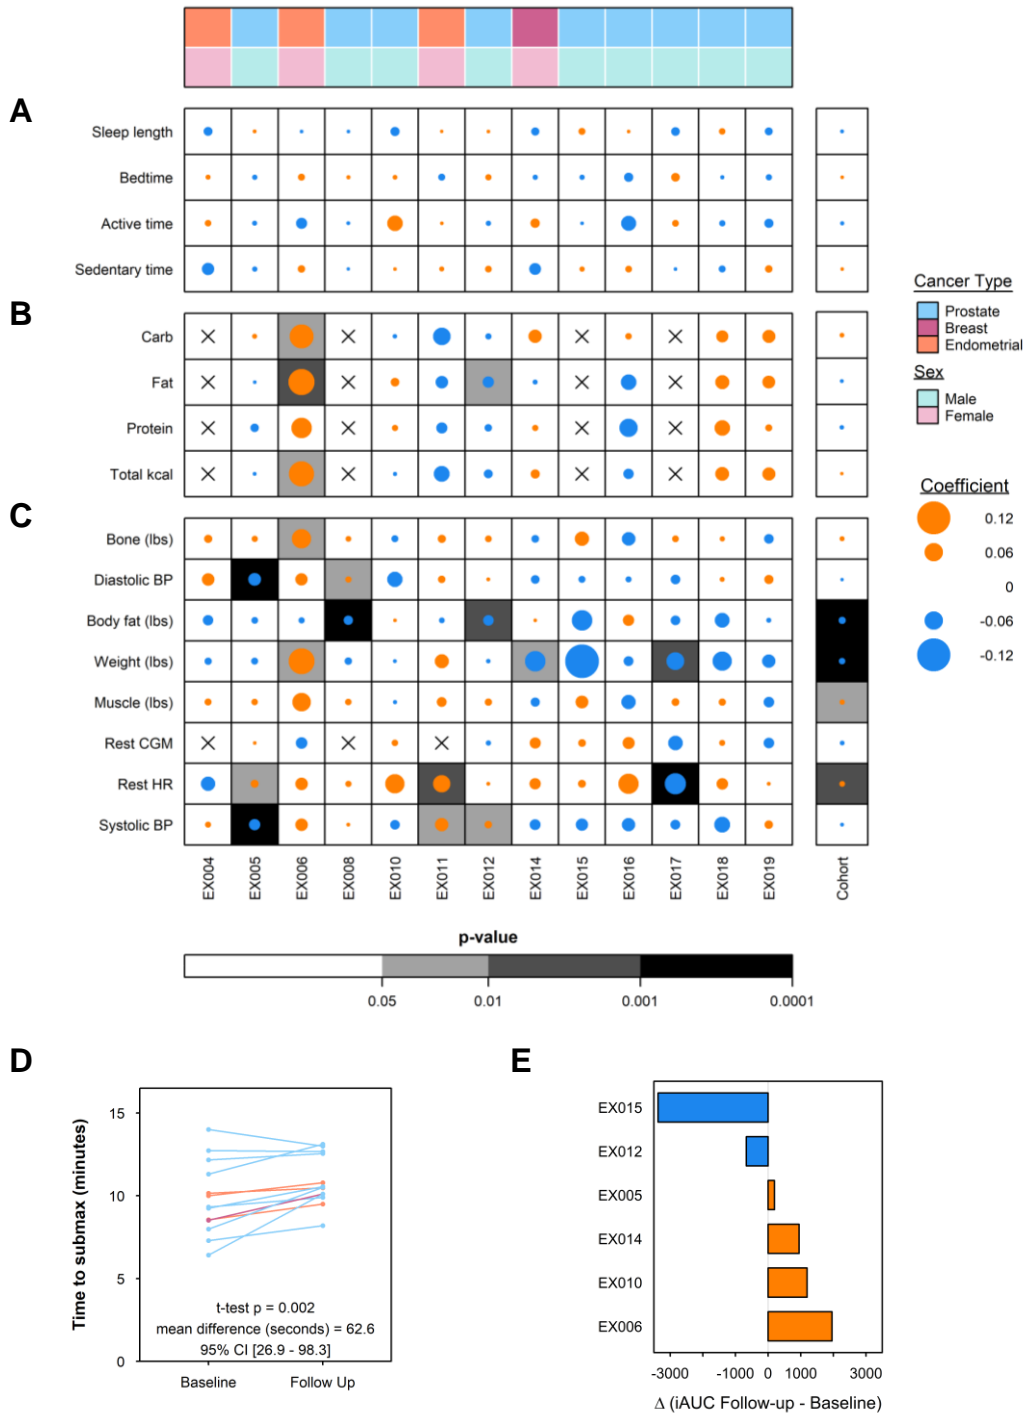 A
Sleep length
Bedtime
Active time
Sedentary time
Cancer Type
Prostate
Breast
Endometrial
Sex
Male
Female
B
Carb
Fat
Protein
Total kcal
Coefficient
0.12
0.06
0
-0.06
-0.12
C
Bone (lbs)
Diastolic BP
Body fat (lbs)
Weight (lbs)
Muscle (lbs)
Rest CGM
Rest HR
Systolic BP
EX004
EX005
EX006
EX008
EX010
EX011
EX012
EX014
EX015
EX016
EX017
EX018
EX019
Cohort
p-value
0.05 0.01 0.001 0.0001
D
Time to submax (minutes)
15
10
5
0
t-test p = 0.002
mean difference (seconds) = 62.6
95% CI [26.9 - 98.3]
Baseline Follow Up
E
EX015
EX012
EX005
EX014
EX010
EX006
-3000 -1000 0 1000 3000
Δ (iAUC Follow-up - Baseline)